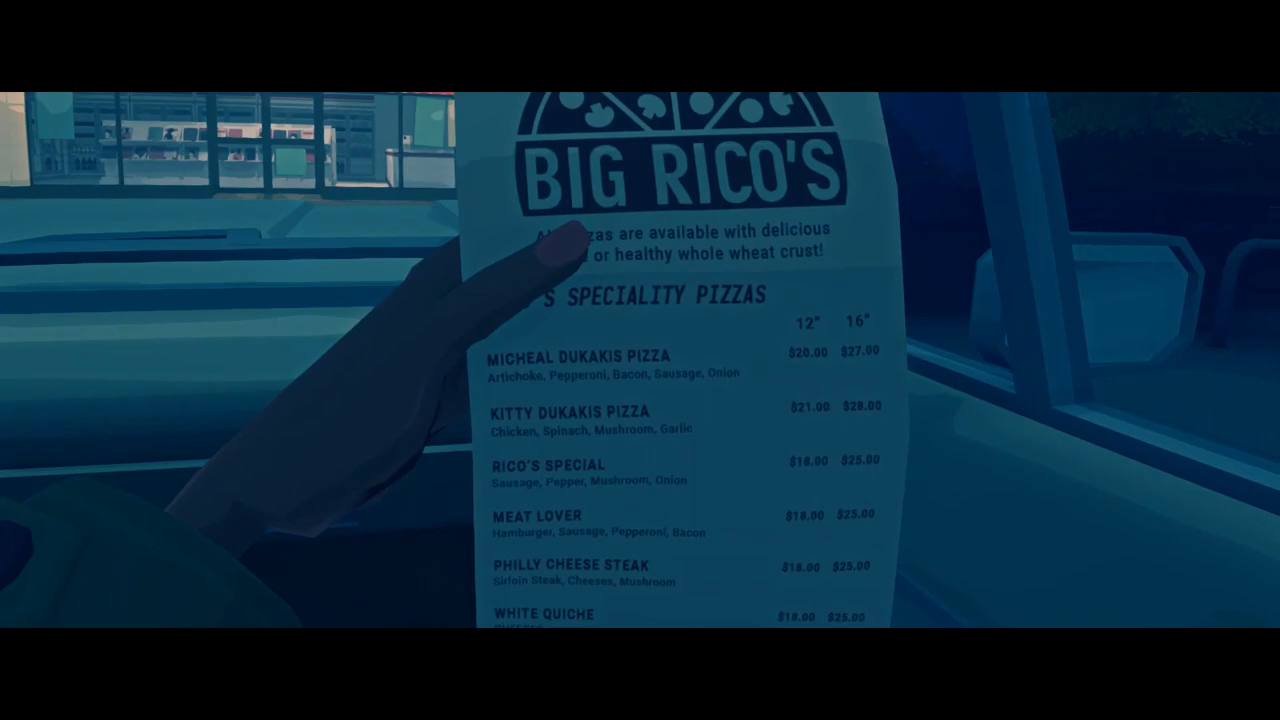 BIG RICO'S
pizzas are available with delicious
or healthy whole wheat crust!
'S SPECIALITY PIZZAS
12" 16"
MICHEAL DUKAKIS PIZZA $20.00 $27.00
Artichoke, Pepperoni, Bacon, Sausage, Onion
KITTY DUKAKIS PIZZA $21.00 $28.00
Chicken, Spinach, Mushroom, Garlic
RICO'S SPECIAL $18.00 $25.00
Sausage, Pepper, Mushroom, Onion
MEAT LOVER $18.00 $25.00
Hamburger, Sausage, Pepperoni, Bacon
PHILLY CHEESE STEAK $18.00 $25.00
Sirloin Steak, Cheeses, Mushroom
WHITE QUICHE $18.00 $25.00